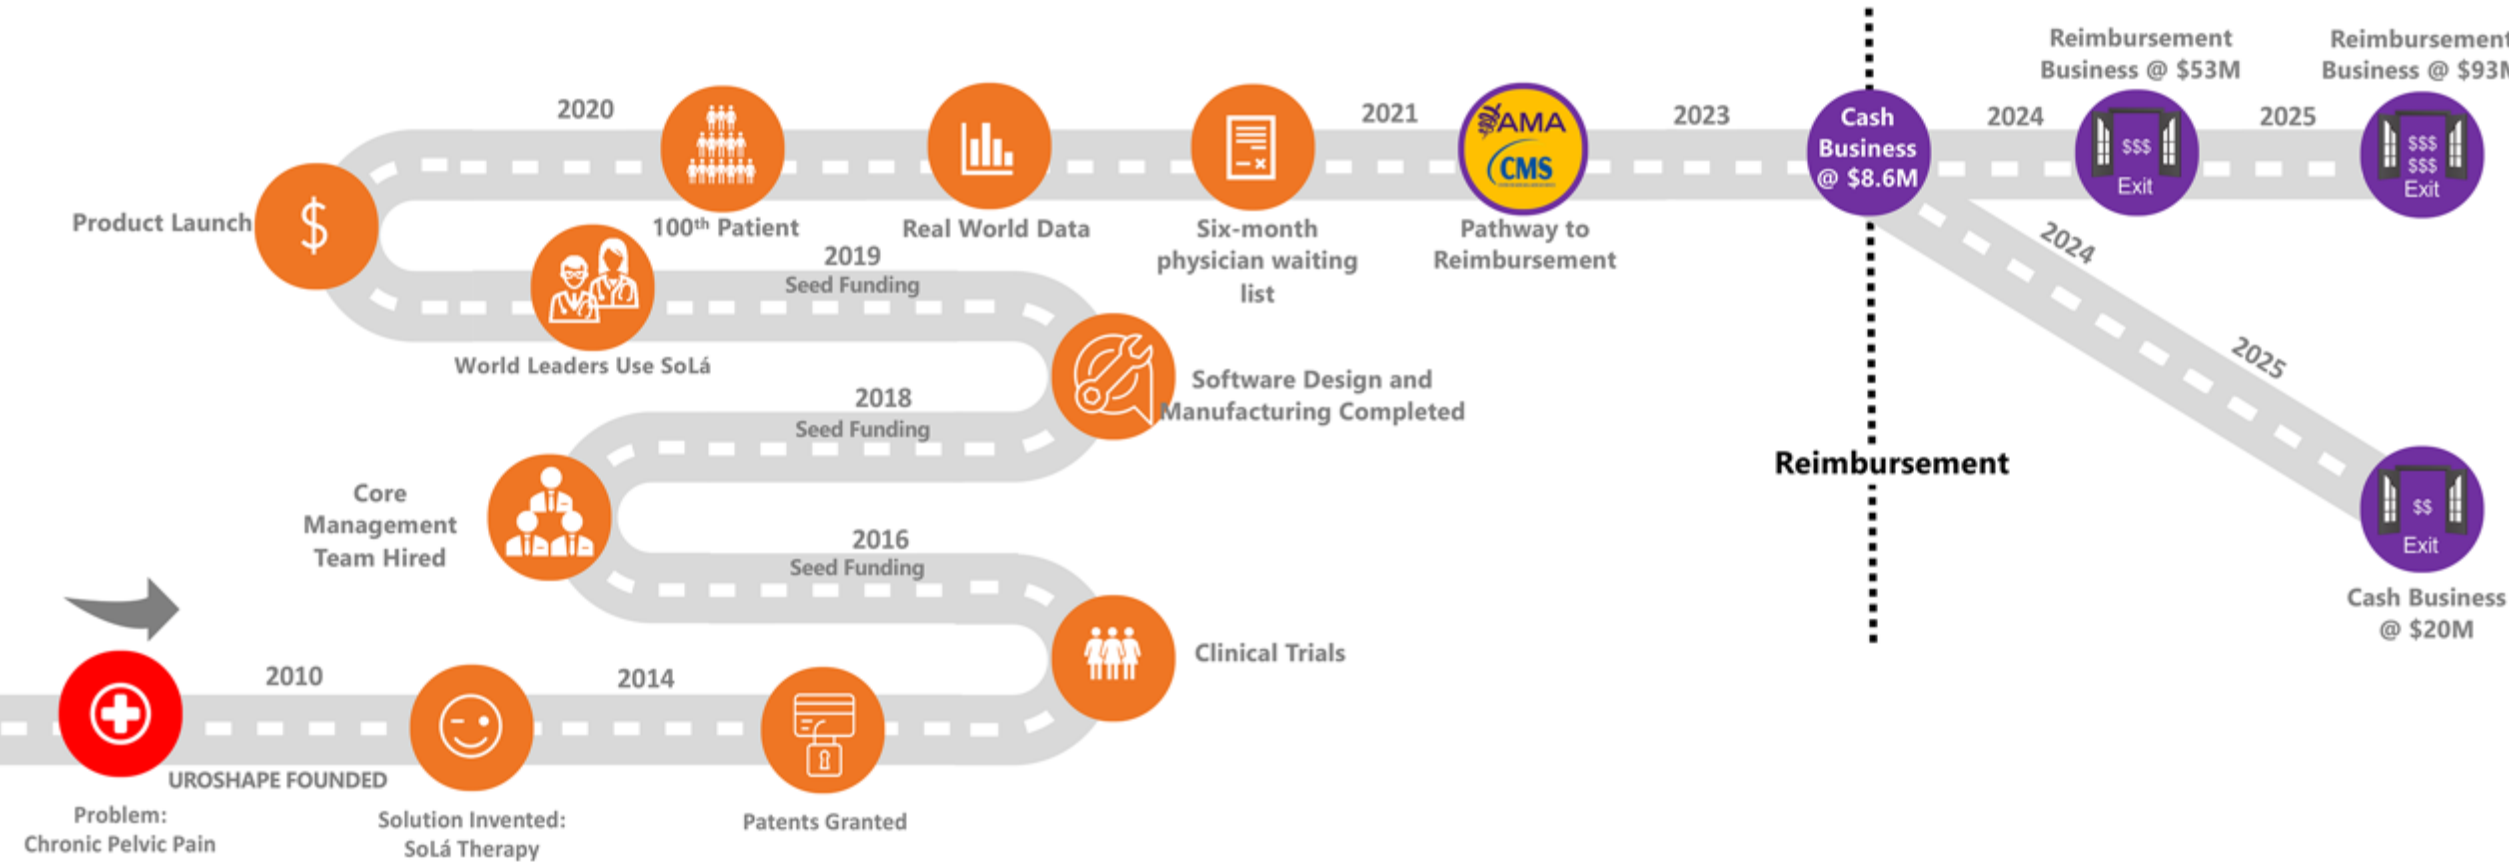 Reimbursement
Business @ $53M
Reimbursement
Business @ $93M
2020
2021
2023
2024
2025
AMA
CMS
Cash
Business
@ $8.6M
$$$
Exit
$$$
$$$
Exit
Product Launch
$
100th Patient
Real World Data
Six-month
physician waiting
list
Pathway to
Reimbursement
2019
Seed Funding
2024
2025
World Leaders Use SoLá
Software Design and
Manufacturing Completed
2018
Seed Funding
Reimbursement
Core
Management
Team Hired
$$
Exit
Cash Business
@ $20M
2016
Seed Funding
Clinical Trials
2010
2014
UROSHAPE FOUNDED
Problem:
Chronic Pelvic Pain
Solution Invented:
SoLá Therapy
Patents Granted